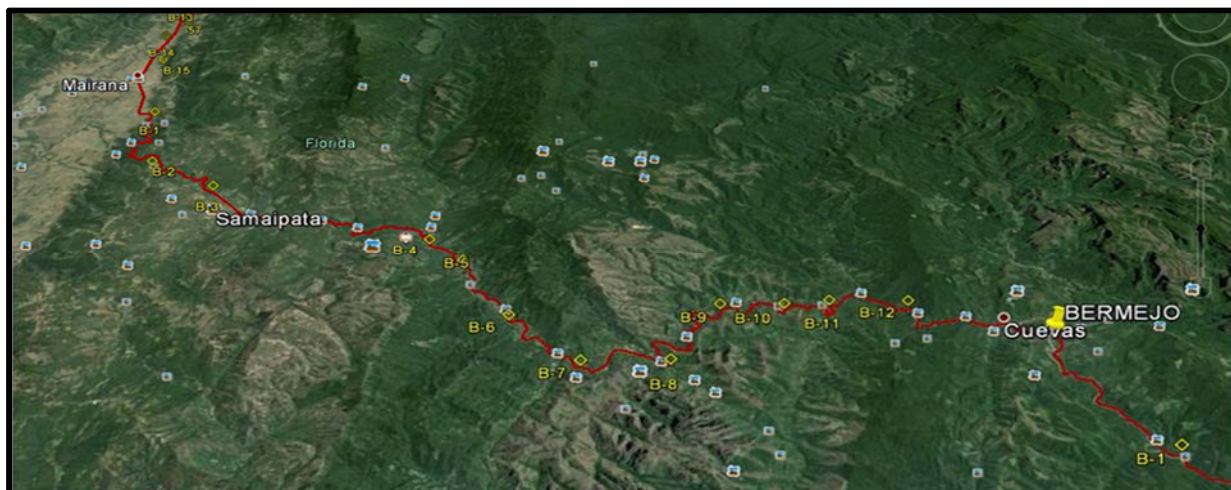 B-13
57
B-14
B-15
Mairana
B-1
Florida
B-2
B-3
Samaipata
B-4
B-5
B-6
B-7
B-8
B-9
B-10
B-11
B-12
Cuevas
BERMEJO
B-1